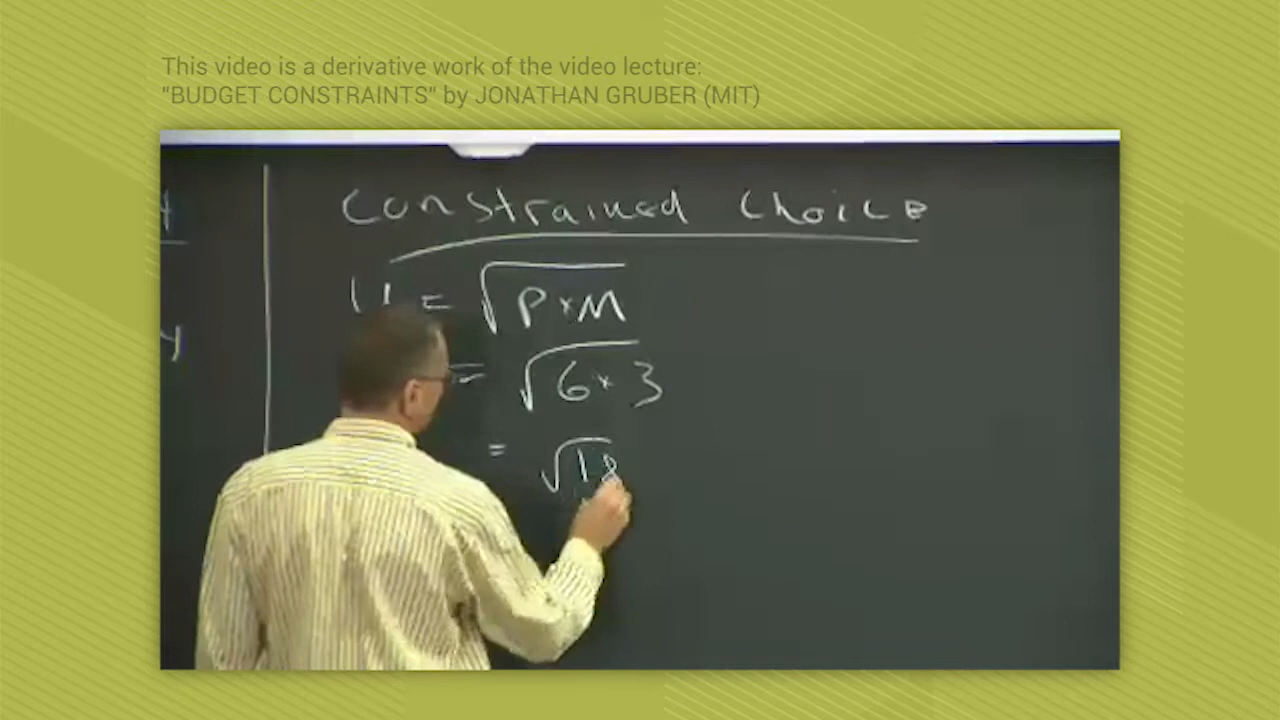 This video is a derivative work of the video lecture:
"BUDGET CONSTRAINTS" by JONATHAN GRUBER (MIT)
Constrained Choice
U = √P×M
= √6×3
= √18